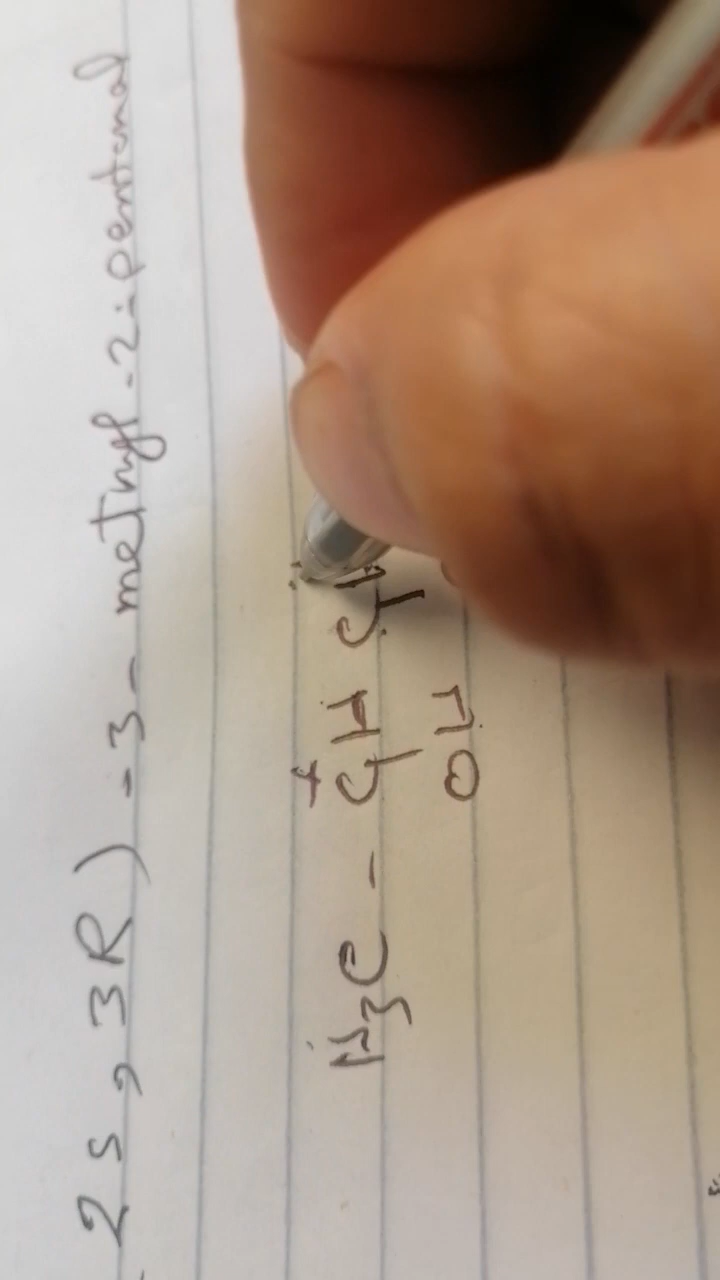 2s, 3R) -3- methyl -2-pentanol
*
H3C - CH CH
OH